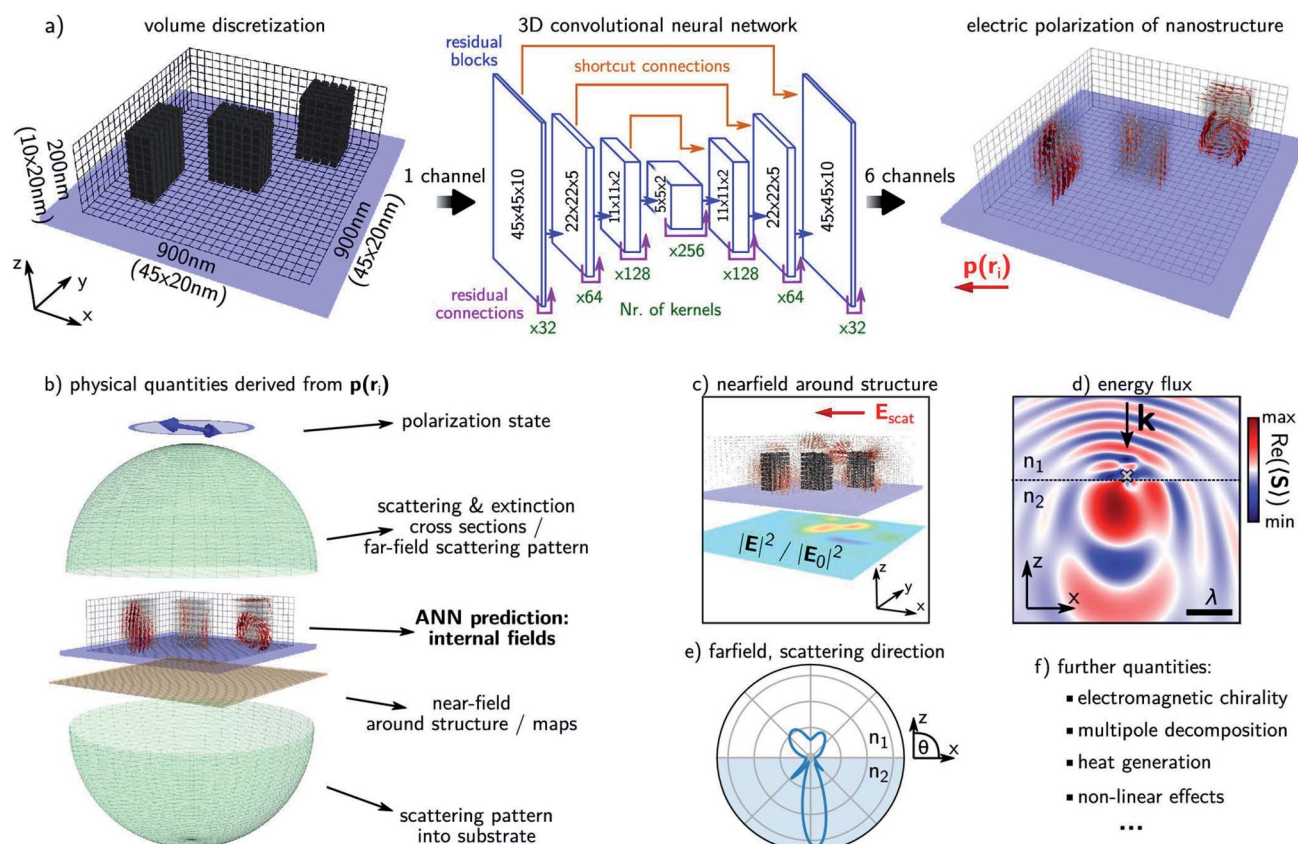 a)
volume discretization
3D convolutional neural network
electric polarization of nanostructure
residual
blocks
shortcut connections
200nm
(10x20nm)
900nm
(45x20nm)
900nm
(45x20nm)
z
y
x
1 channel
45x45x10
22x22x5
11x11x2
5x5x2
11x11x2
22x22x5
45x45x10
6 channels
x256
x128
x128
x64
x64
residual
connections
Nr. of kernels
x32
x32
p(rᵢ)
b) physical quantities derived from p(rᵢ)
polarization state
scattering & extinction
cross sections /
far-field scattering pattern
ANN prediction:
internal fields
near-field
around structure / maps
scattering pattern
into substrate
c) nearfield around structure
E_scat
|E|² / |E₀|²
z
y
x
d) energy flux
k
n₁
n₂
z
x
λ
max
Re(⟨S⟩)
min
e) farfield, scattering direction
n₁
n₂
z
θ
x
f) further quantities:
▪ electromagnetic chirality
▪ multipole decomposition
▪ heat generation
▪ non-linear effects
...